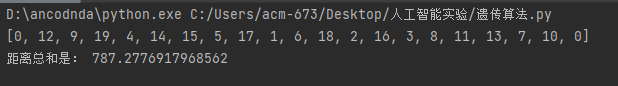 D:\ancodnda\python.exe C:/Users/acm-673/Desktop/人工智能实验/遗传算法.py
[0, 12, 9, 19, 4, 14, 15, 5, 17, 1, 6, 18, 2, 16, 3, 8, 11, 13, 7, 10, 0]
距离总和是： 787.2776917968562